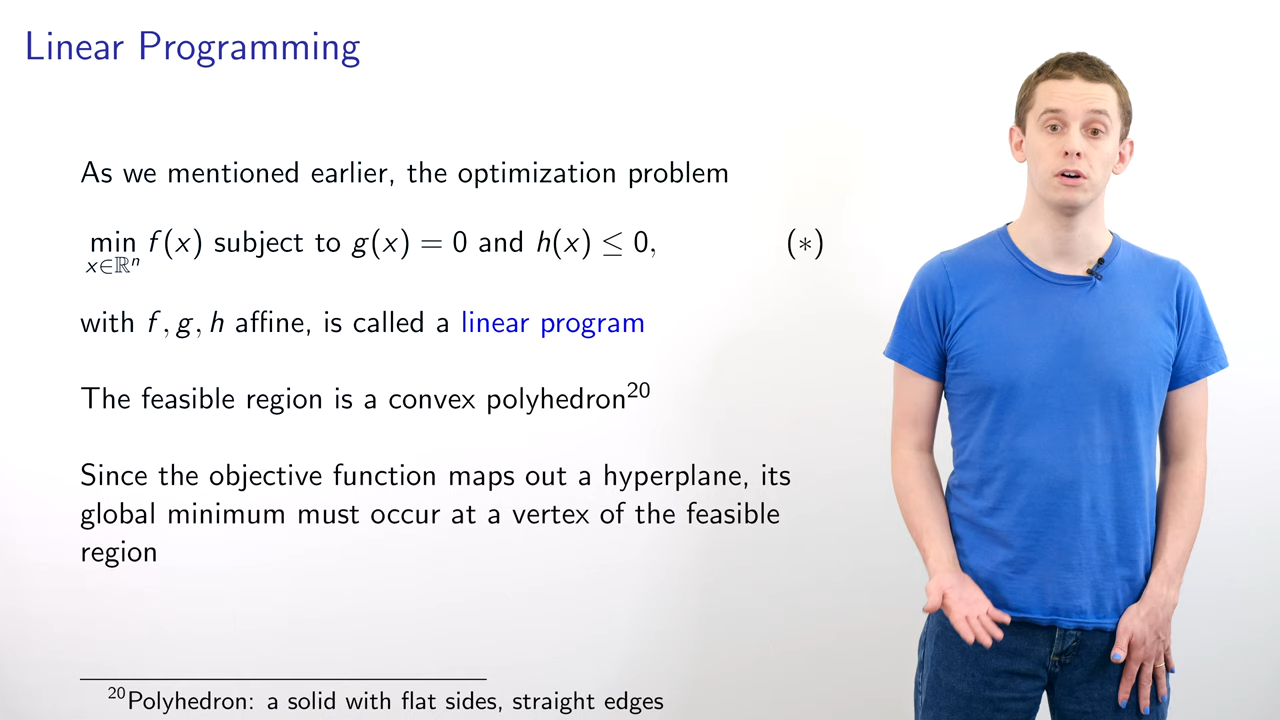 Linear Programming
As we mentioned earlier, the optimization problem
min f(x) subject to g(x) = 0 and h(x) ≤ 0, (∗)
x∈ℝⁿ
with f, g, h affine, is called a linear program
The feasible region is a convex polyhedron²⁰
Since the objective function maps out a hyperplane, its
global minimum must occur at a vertex of the feasible
region
²⁰Polyhedron: a solid with flat sides, straight edges